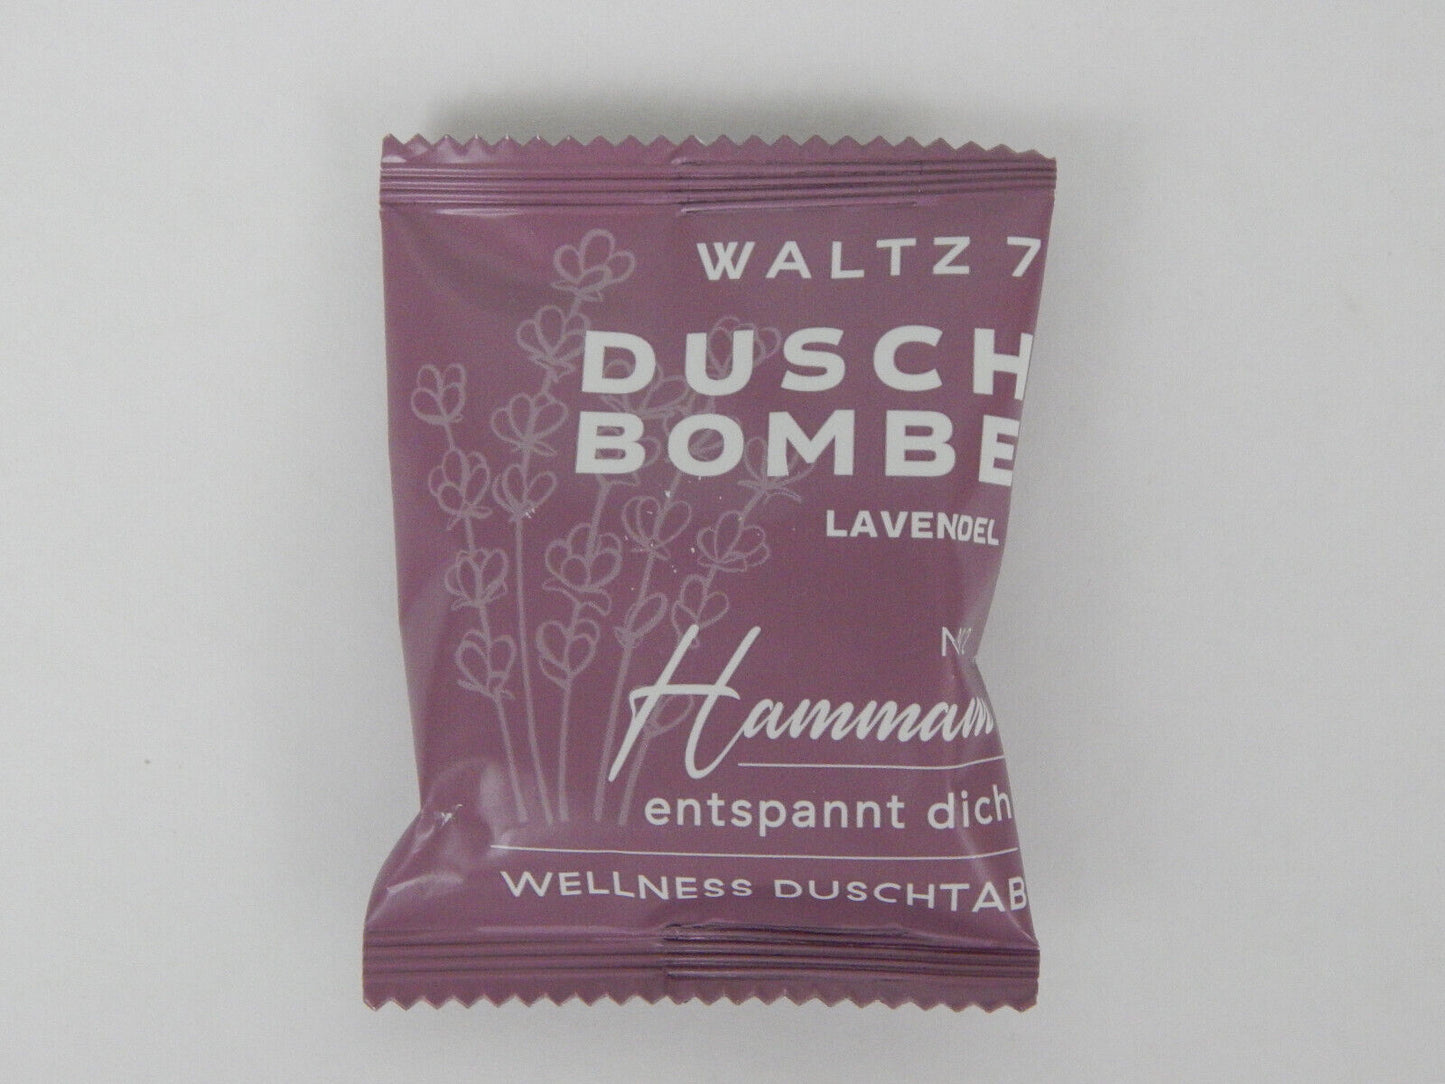 WALTZ 7
DUSCH
BOMBE
LAVENDEL
Hammam
entspannt dich
WELLNESS DUSCHTAB